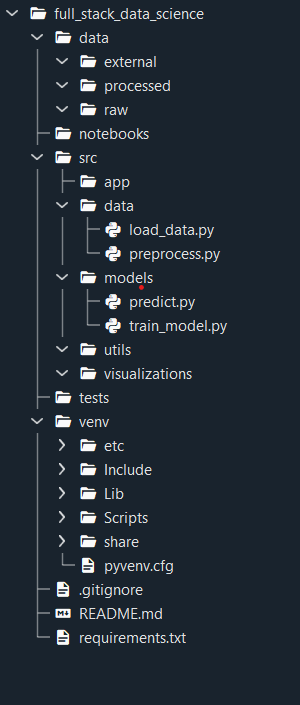 full_stack_data_science
data
external
processed
raw
notebooks
src
app
data
load_data.py
preprocess.py
models
predict.py
train_model.py
utils
visualizations
tests
venv
etc
Include
Lib
Scripts
share
pyvenv.cfg
.gitignore
README.md
requirements.txt